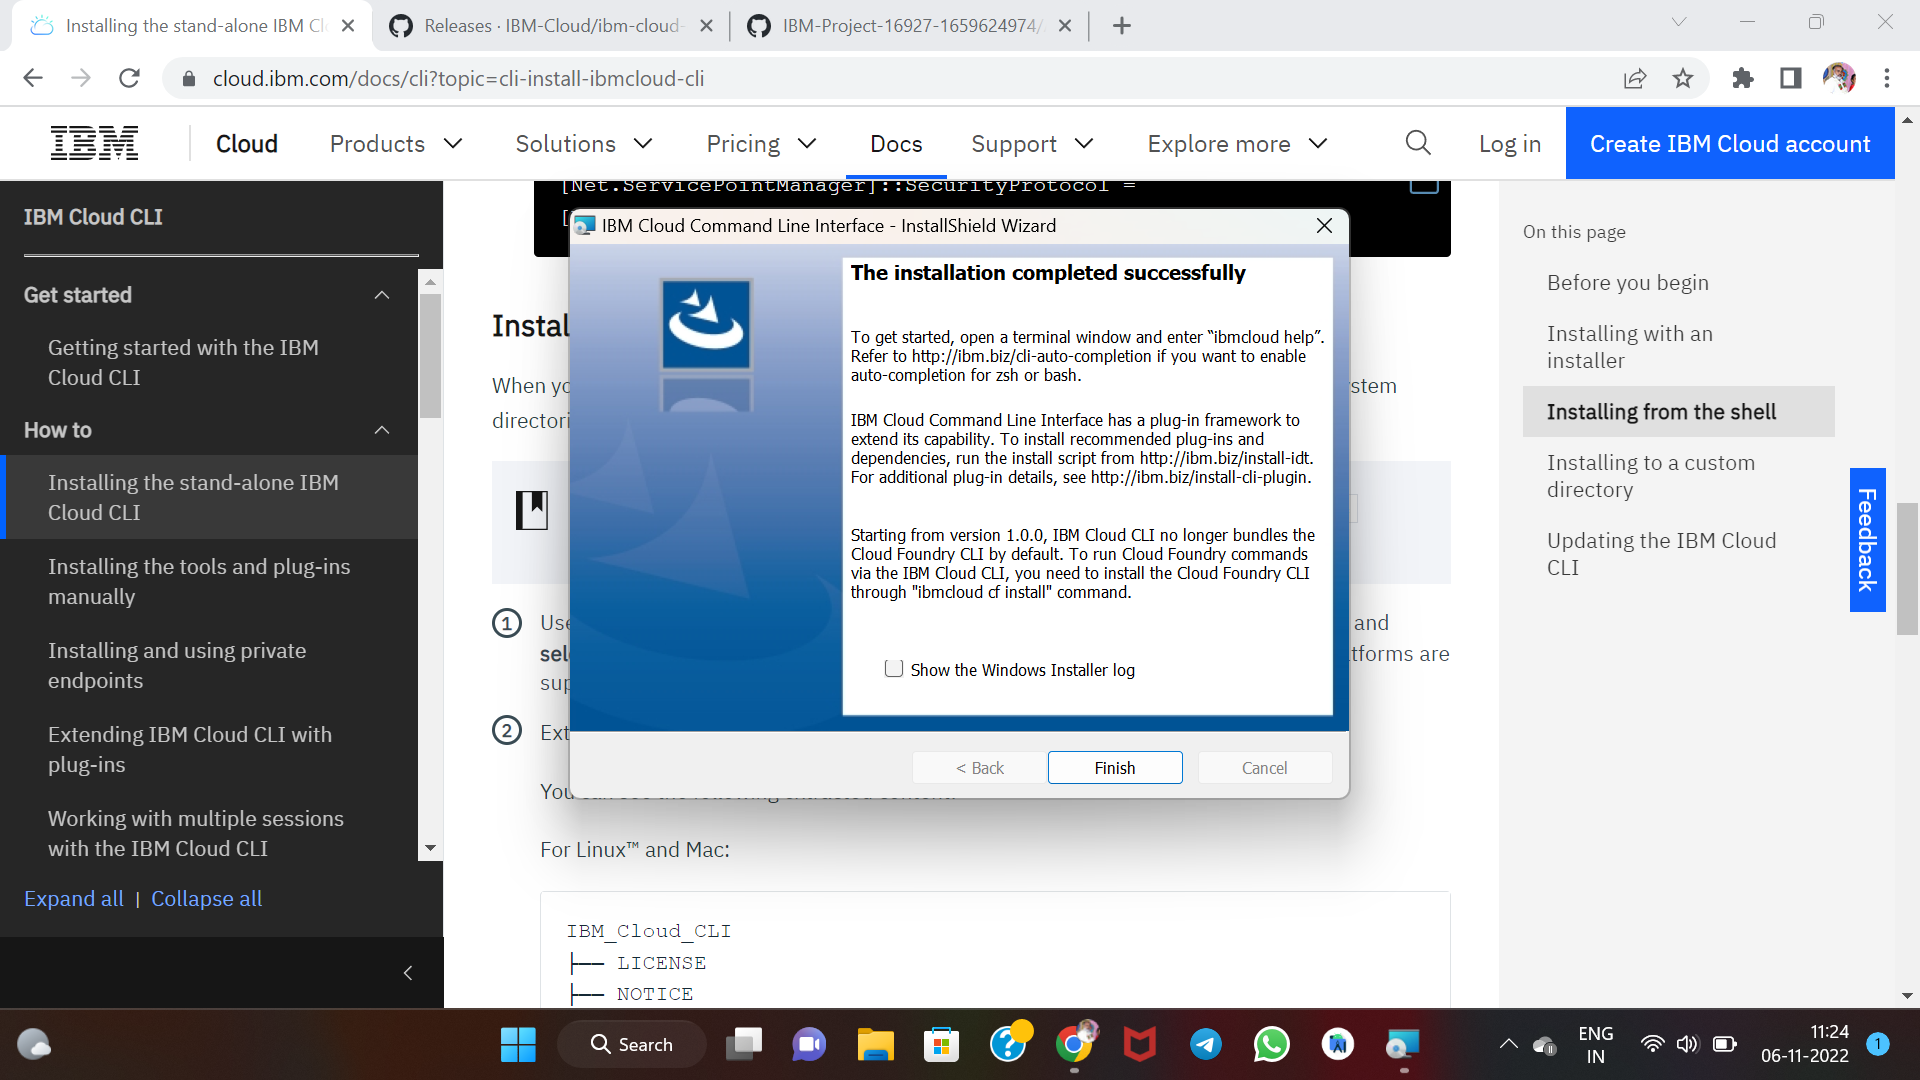 Installing the stand-alone IBM Cl
Releases · IBM-Cloud/ibm-cloud-
IBM-Project-16927-1659624974/
cloud.ibm.com/docs/cli?topic=cli-install-ibmcloud-cli
IBM
Cloud
Products
Solutions
Pricing
Docs
Support
Explore more
Log in
Create IBM Cloud account
IBM Cloud CLI
Get started
Getting started with the IBM
Cloud CLI
How to
Installing the stand-alone IBM
Cloud CLI
Installing the tools and plug-ins
manually
Installing and using private
endpoints
Extending IBM Cloud CLI with
plug-ins
Working with multiple sessions
with the IBM Cloud CLI
Expand all | Collapse all
[Net.ServicePointManager]::SecurityProtocol =
[
Instal
When yo
stem
directori
1 Use
and
sele
tforms are
sup
2 Ext
You can see the following extracted content:
For Linux™ and Mac:
IBM_Cloud_CLI
├── LICENSE
├── NOTICE
IBM Cloud Command Line Interface - InstallShield Wizard
The installation completed successfully
To get started, open a terminal window and enter “ibmcloud help”.
Refer to http://ibm.biz/cli-auto-completion if you want to enable
auto-completion for zsh or bash.
IBM Cloud Command Line Interface has a plug-in framework to
extend its capability. To install recommended plug-ins and
dependencies, run the install script from http://ibm.biz/install-idt.
For additional plug-in details, see http://ibm.biz/install-cli-plugin.
Starting from version 1.0.0, IBM Cloud CLI no longer bundles the
Cloud Foundry CLI by default. To run Cloud Foundry commands
via the IBM Cloud CLI, you need to install the Cloud Foundry CLI
through "ibmcloud cf install" command.
Show the Windows Installer log
< Back
Finish
Cancel
On this page
Before you begin
Installing with an
installer
Installing from the shell
Installing to a custom
directory
Updating the IBM Cloud
CLI
Feedback
Search
ENG
IN
11:24
06-11-2022
1